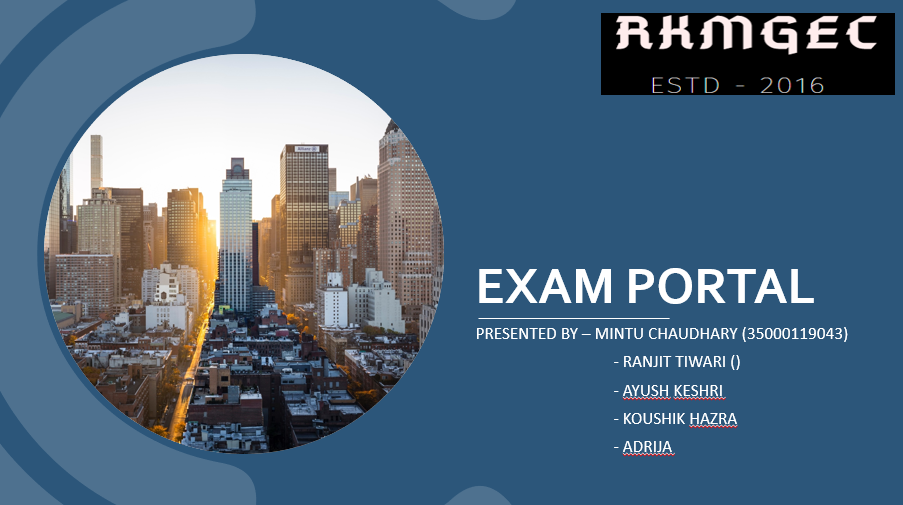 RKMGEC
ESTD - 2016
EXAM PORTAL
PRESENTED BY – MINTU CHAUDHARY (35000119043)
- RANJIT TIWARI ()
- AYUSH KESHRI
- KOUSHIK HAZRA
- ADRIJA